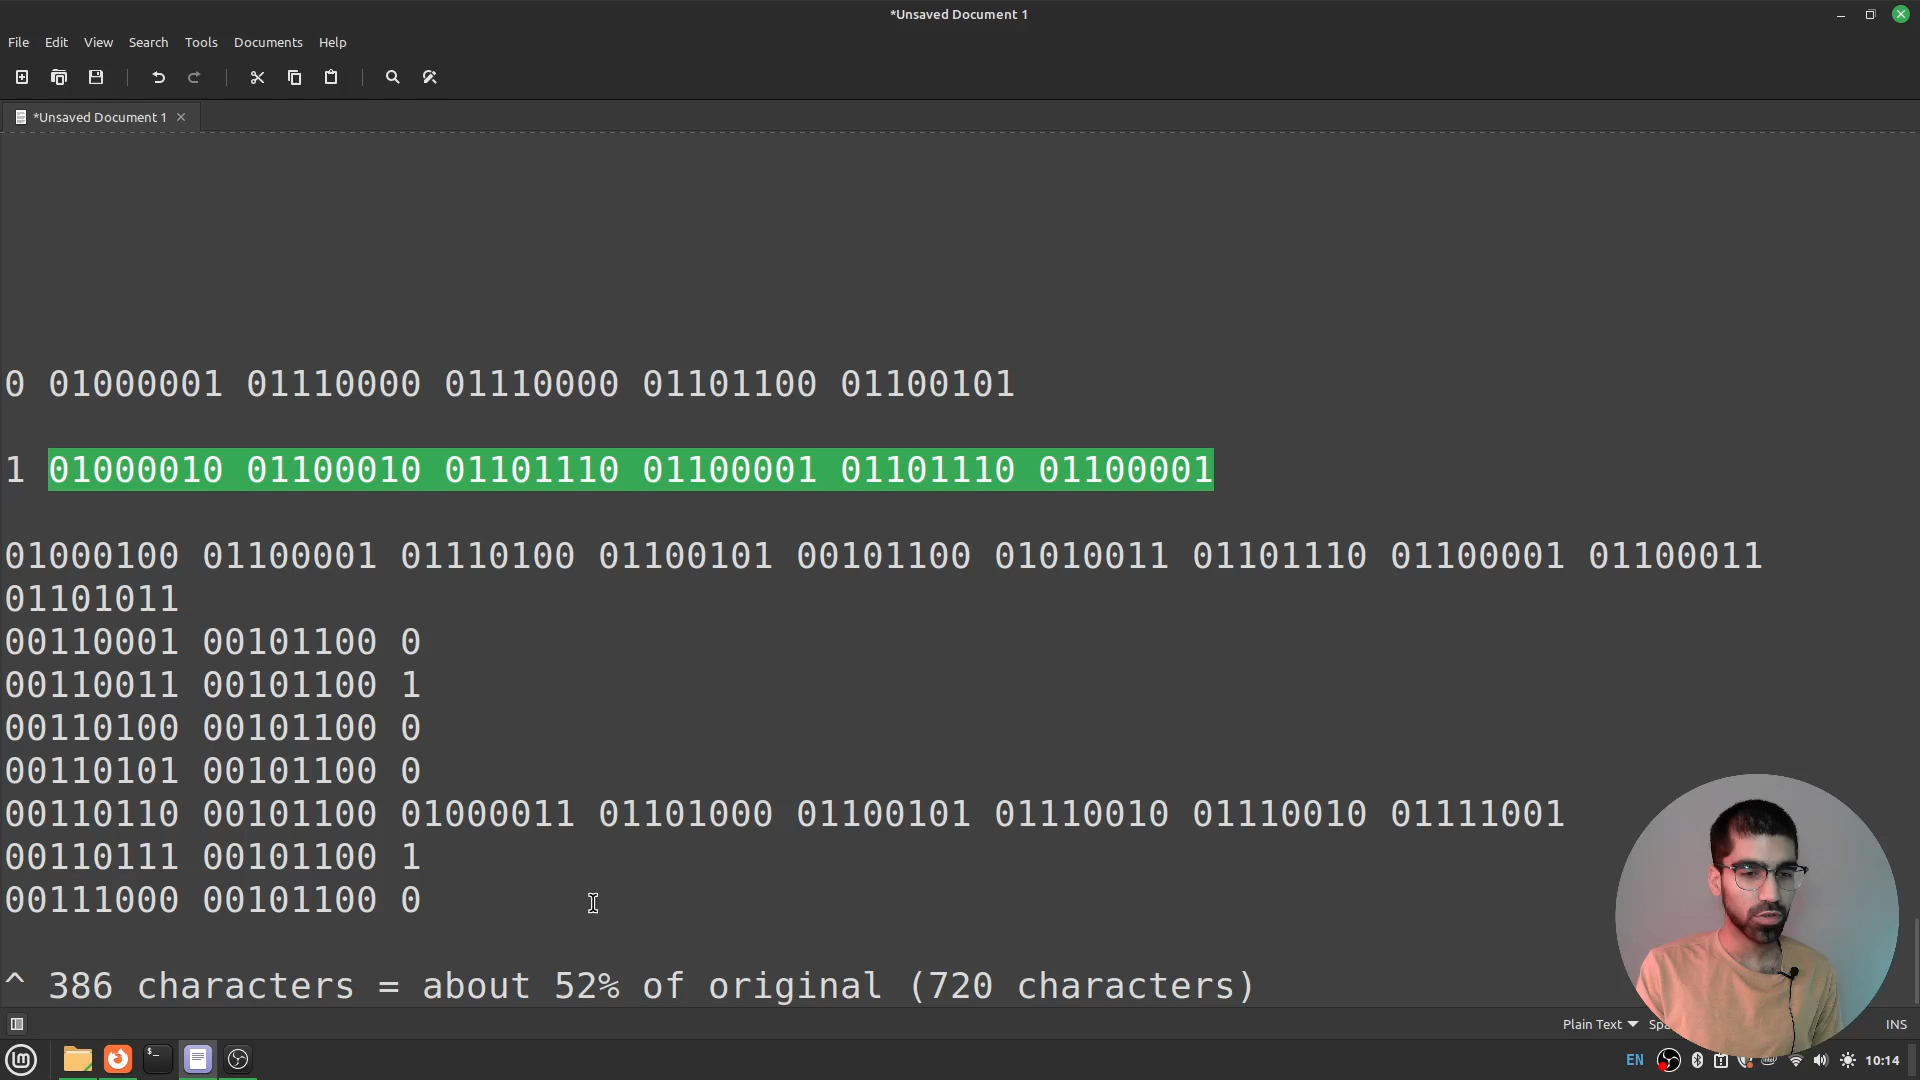 *Unsaved Document 1
File Edit View Search Tools Documents Help
*Unsaved Document 1
0 01000001 01110000 01110000 01101100 01100101
1 01000010 01100010 01101110 01100001 01101110 01100001
01000100 01100001 01110100 01100101 00101100 01010011 01101110 01100001 01100011
01101011
00110001 00101100 0
00110011 00101100 1
00110100 00101100 0
00110101 00101100 0
00110110 00101100 01000011 01101000 01100101 01110010 01110010 01111001
00110111 00101100 1
00111000 00101100 0
^ 386 characters = about 52% of original (720 characters)
Plain Text INS
EN 10:14